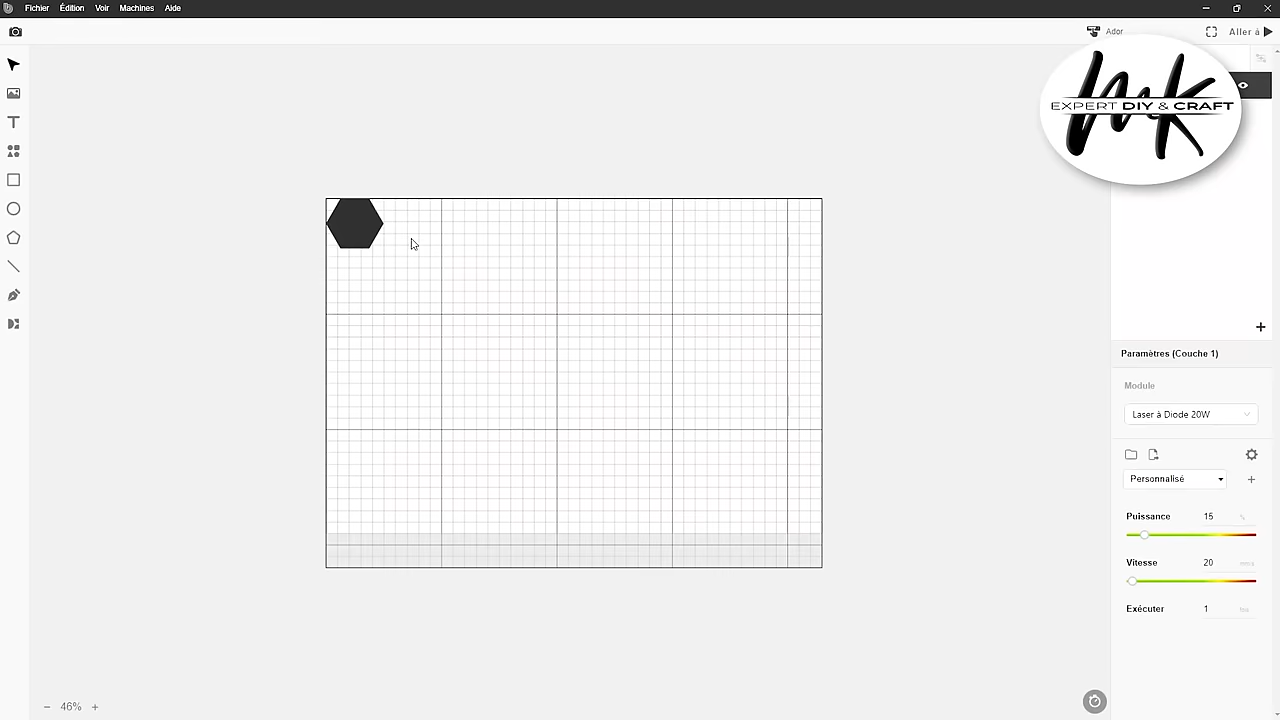 Fichier Édition Voir Machines Aide
Ador
Aller à
MK
EXPERT DIY & CRAFT
Paramètres (Couche 1)
Module
Laser à Diode 20W
Personnalisé
Puissance 15 %
Vitesse 20
Exécuter 1
46%